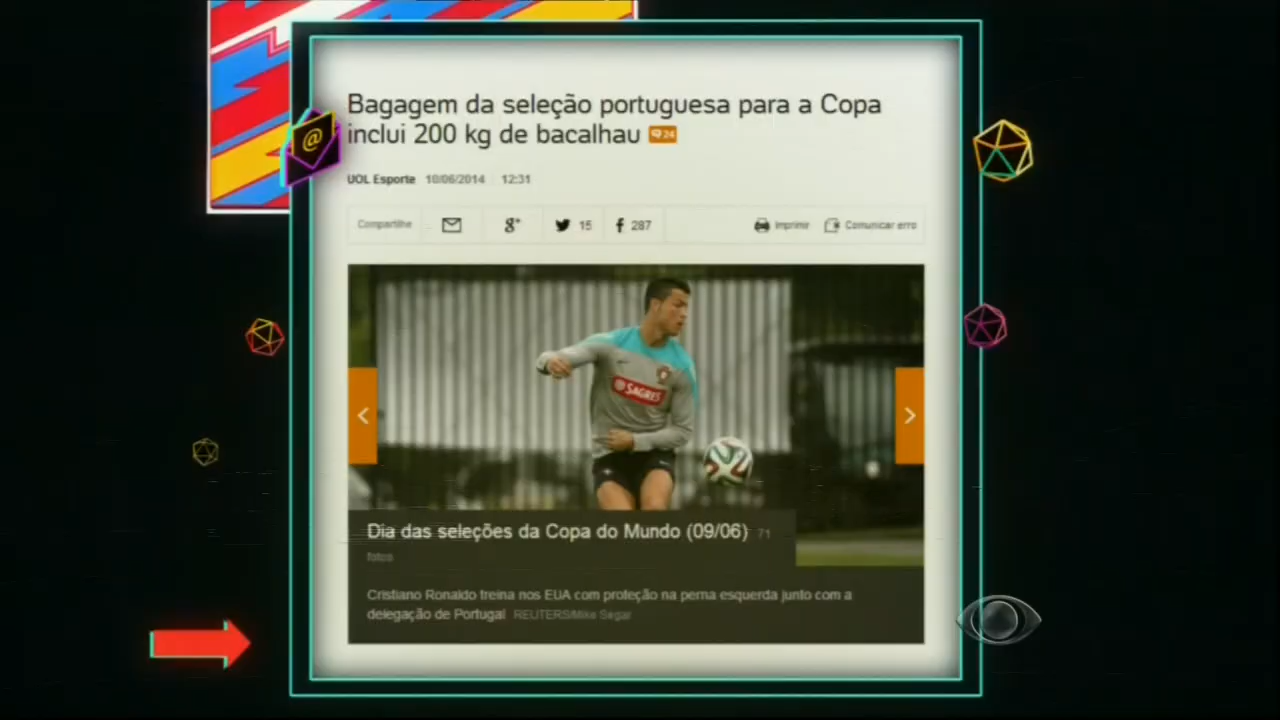 Bagagem da seleção portuguesa para a Copa
inclui 200 kg de bacalhau 24
@
UOL Esporte 10/06/2014 12:31
Compartilhe g+ 15 f 287 Imprimir Comunicar erro
SAGRES
Dia das seleções da Copa do Mundo (09/06) 71
fotos
Cristiano Ronaldo treina nos EUA com proteção na perna esquerda junto com a
delegação de Portugal REUTERS/Mike Segar